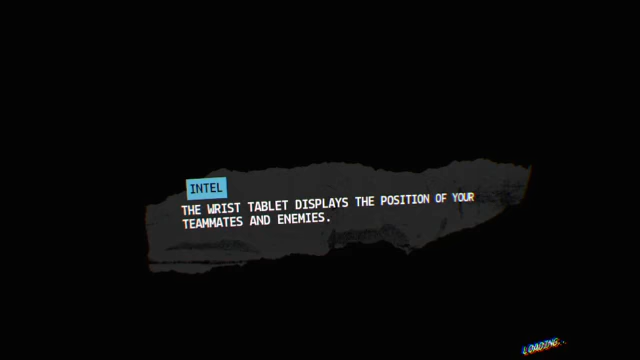 INTEL
THE WRIST TABLET DISPLAYS THE POSITION OF YOUR
TEAMMATES AND ENEMIES.
LOADING...